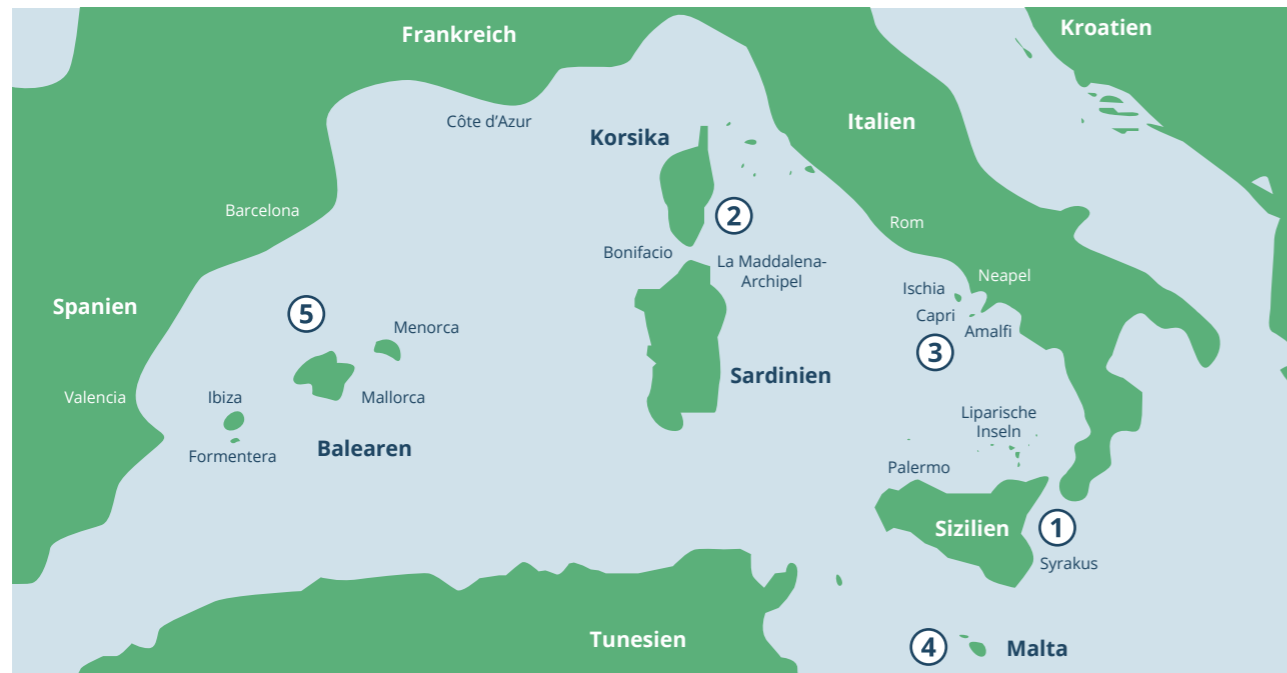 Frankreich
Kroatien
Côte d’Azur
Italien
Korsika
Barcelona
2
Rom
Bonifacio
La Maddalena-
Archipel
Neapel
Ischia
Spanien
5
Capri
Menorca
Amalfi
3
Sardinien
Valencia
Ibiza
Mallorca
Liparische
Inseln
Balearen
Formentera
Palermo
Sizilien
1
Syrakus
Tunesien
4
Malta